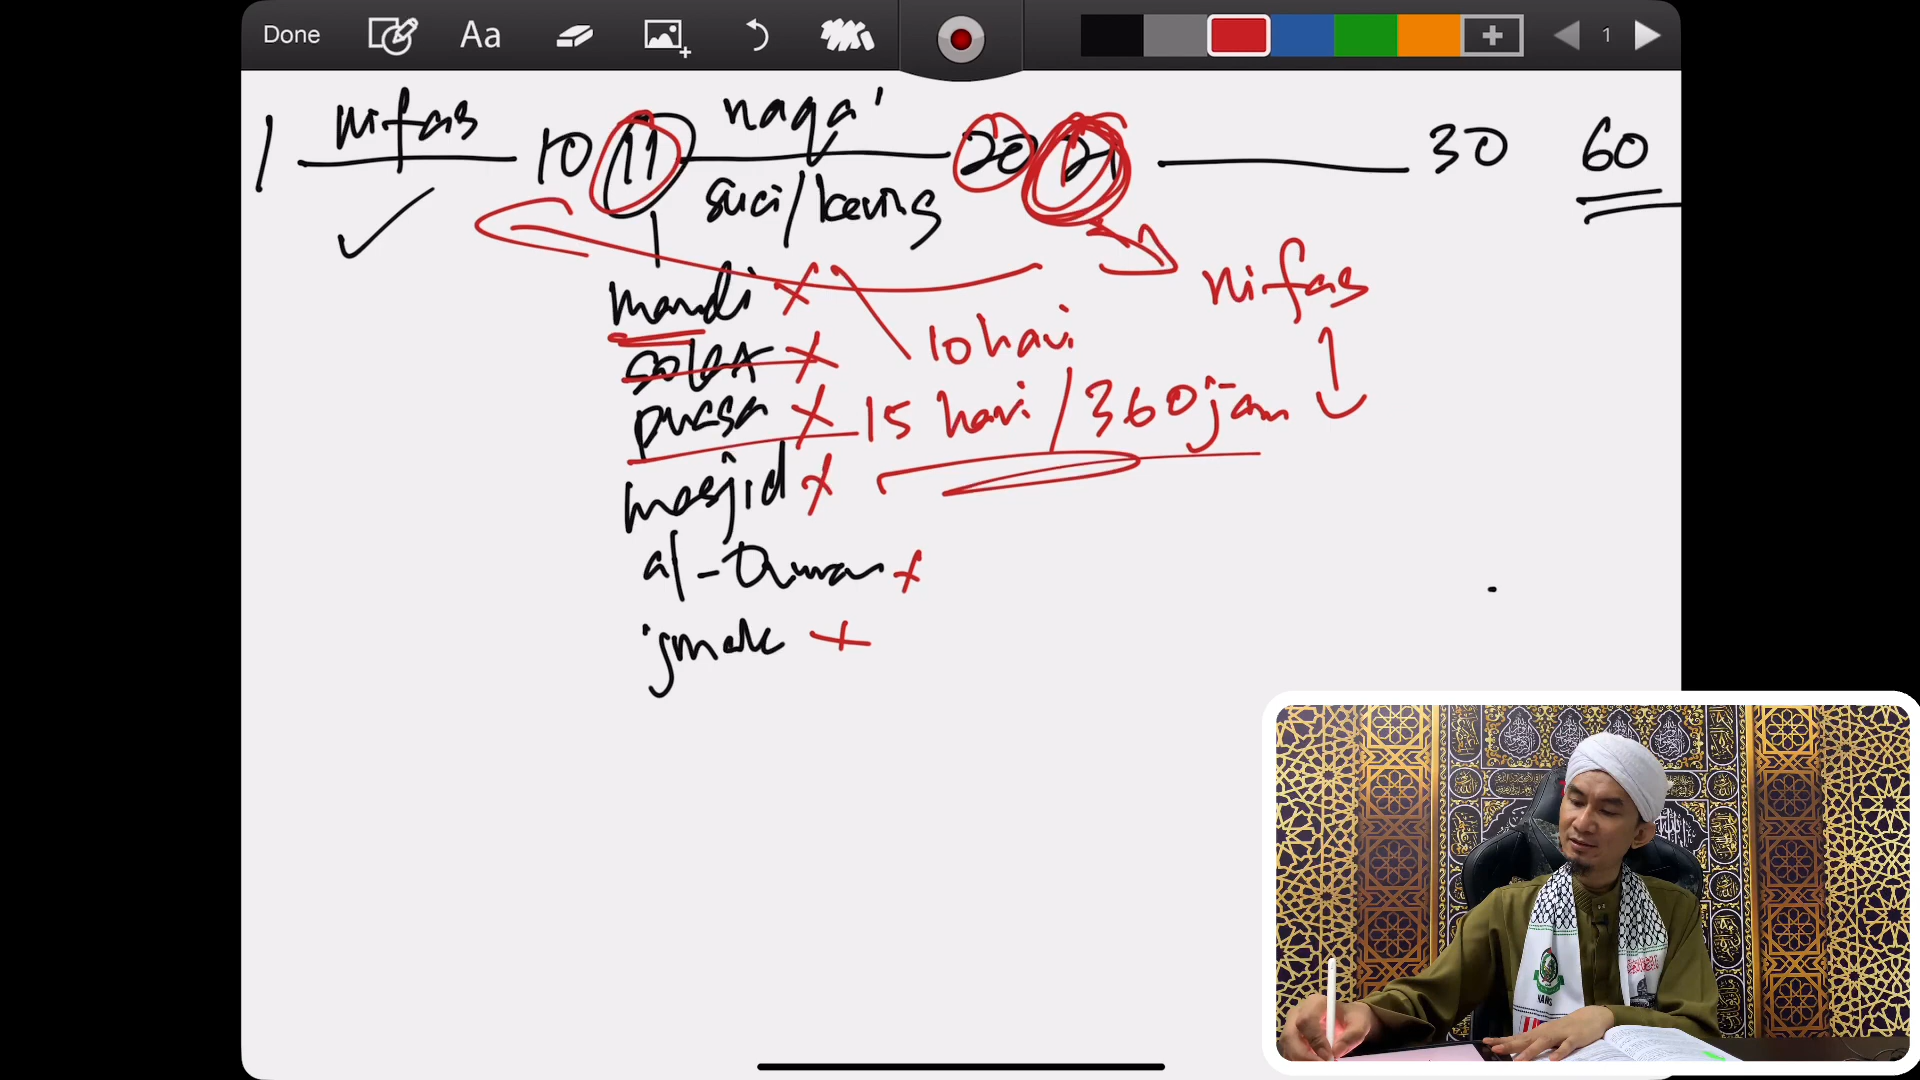 Done Aa 1
1 nifas 10 11 naqa' 20 21 30 60
suci/kering
mandi x
nifas
10 hari
solat x
puasa x 15 hari / 360 jam
masjid x
al-Quran x
jimak x